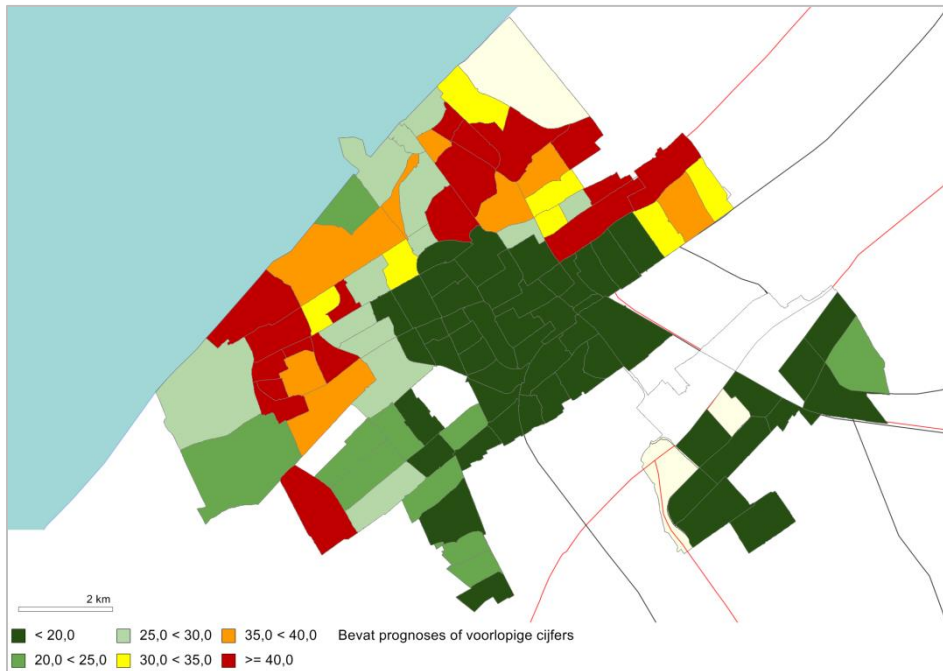 2 km
< 20,0 25,0 < 30,0 35,0 < 40,0 Bevat prognoses of voorlopige cijfers
20,0 < 25,0 30,0 < 35,0 >= 40,0